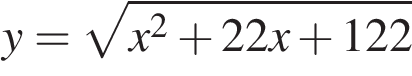 y = √(x² + 22x + 122)